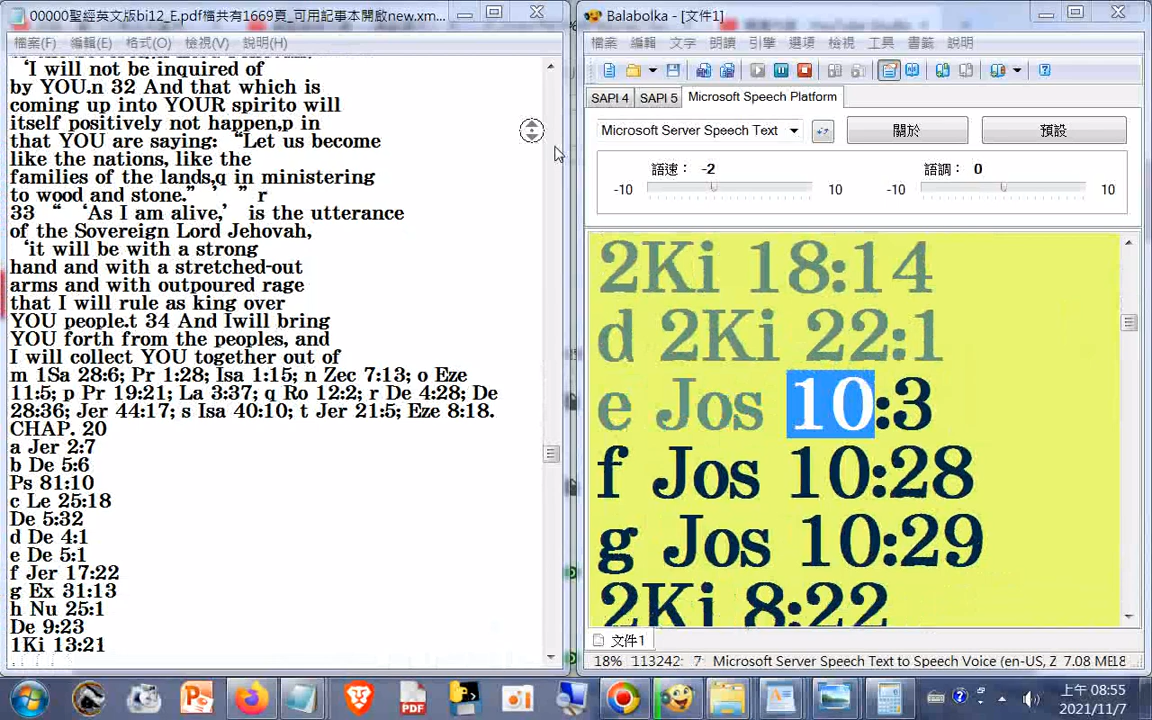 00000聖經英文版bi12_E.pdf檔共有1669頁_可用記事本開啟new.xm...
檔案(F) 編輯(E) 格式(O) 檢視(V) 說明(H)
‘I will not be inquired of
by YOU.n 32 And that which is
coming up into YOUR spirito will
itself positively not happen,p in
that YOU are saying: “Let us become
like the nations, like the
families of the lands,q in ministering
to wood and stone.” ’ ” r
33 “ ‘As I am alive,’ is the utterance
of the Sovereign Lord Jehovah,
‘it will be with a strong
hand and with a stretched-out
arms and with outpoured rage
that I will rule as king over
YOU people.t 34 And Iwill bring
YOU forth from the peoples, and
I will collect YOU together out of
m 1Sa 28:6; Pr 1:28; Isa 1:15; n Zec 7:13; o Eze
11:5; p Pr 19:21; La 3:37; q Ro 12:2; r De 4:28; De
28:36; Jer 44:17; s Isa 40:10; t Jer 21:5; Eze 8:18.
CHAP. 20
a Jer 2:7
b De 5:6
Ps 81:10
c Le 25:18
De 5:32
d De 4:1
e De 5:1
f Jer 17:22
g Ex 31:13
h Nu 25:1
De 9:23
1Ki 13:21
Balabolka - [文件1]
檔案 編輯 文字 朗讀 引擎 選項 檢視 工具 書籤 說明
SAPI 4 SAPI 5 Microsoft Speech Platform
Microsoft Server Speech Text 關於 預設
語速： -2 語調： 0
-10 10 -10 10
2Ki 18:14
d 2Ki 22:1
e Jos 10:3
f Jos 10:28
g Jos 10:29
2Ki 8:22
文件1
18% 113242: 7 Microsoft Server Speech Text to Speech Voice (en-US, Z 7.08 MEL8
上午 08:55
2021/11/7